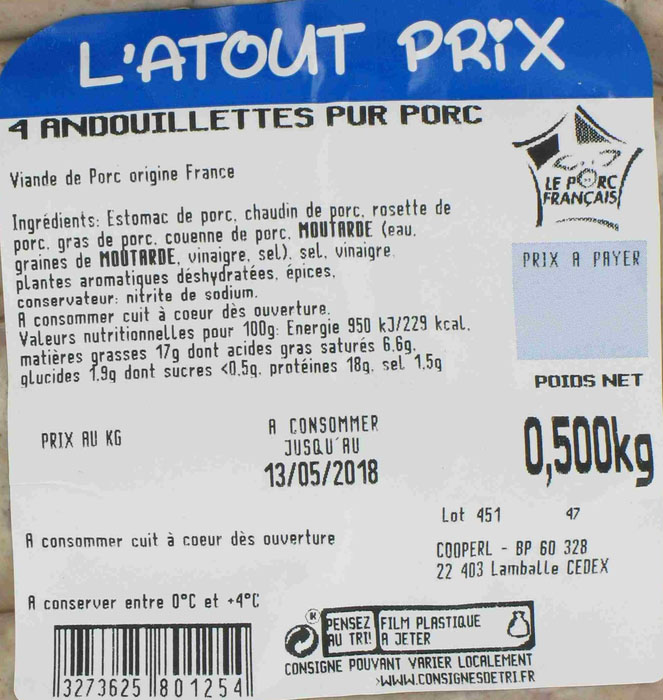 L'ATOUT PRiX
4 ANDOUILLETTES PUR PORC
Viande de Porc origine France
LE PORC
FRANÇAIS
Ingrédients: Estomac de porc, chaudin de porc, rosette de
porc, gras de porc, couenne de porc, MOUTARDE (eau,
graines de MOUTARDE, vinaigre, sel), sel, vinaigre,
plantes aromatiques déshydratées, épices,
conservateur: nitrite de sodium.
A consommer cuit à coeur dès ouverture.
Valeurs nutritionnelles pour 100g: Energie 950 kJ/229 kcal,
matières grasses 17g dont acides gras saturés 6.6g,
glucides 1.9g dont sucres <0.5g, protéines 18g, sel 1,5g
PRIX A PAYER
POIDS NET
0,500kg
PRIX AU KG
A CONSOMMER
JUSQU'AU
13/05/2018
Lot 451 47
A consommer cuit à coeur dès ouverture
COOPERL - BP 60 328
22 403 Lamballe CEDEX
A conserver entre 0°C et +4°C
PENSEZ
AU TRI!
FILM PLASTIQUE
A JETER
CONSIGNE POUVANT VARIER LOCALEMENT
>WWW.CONSIGNESDETRI.FR
3273625 801254